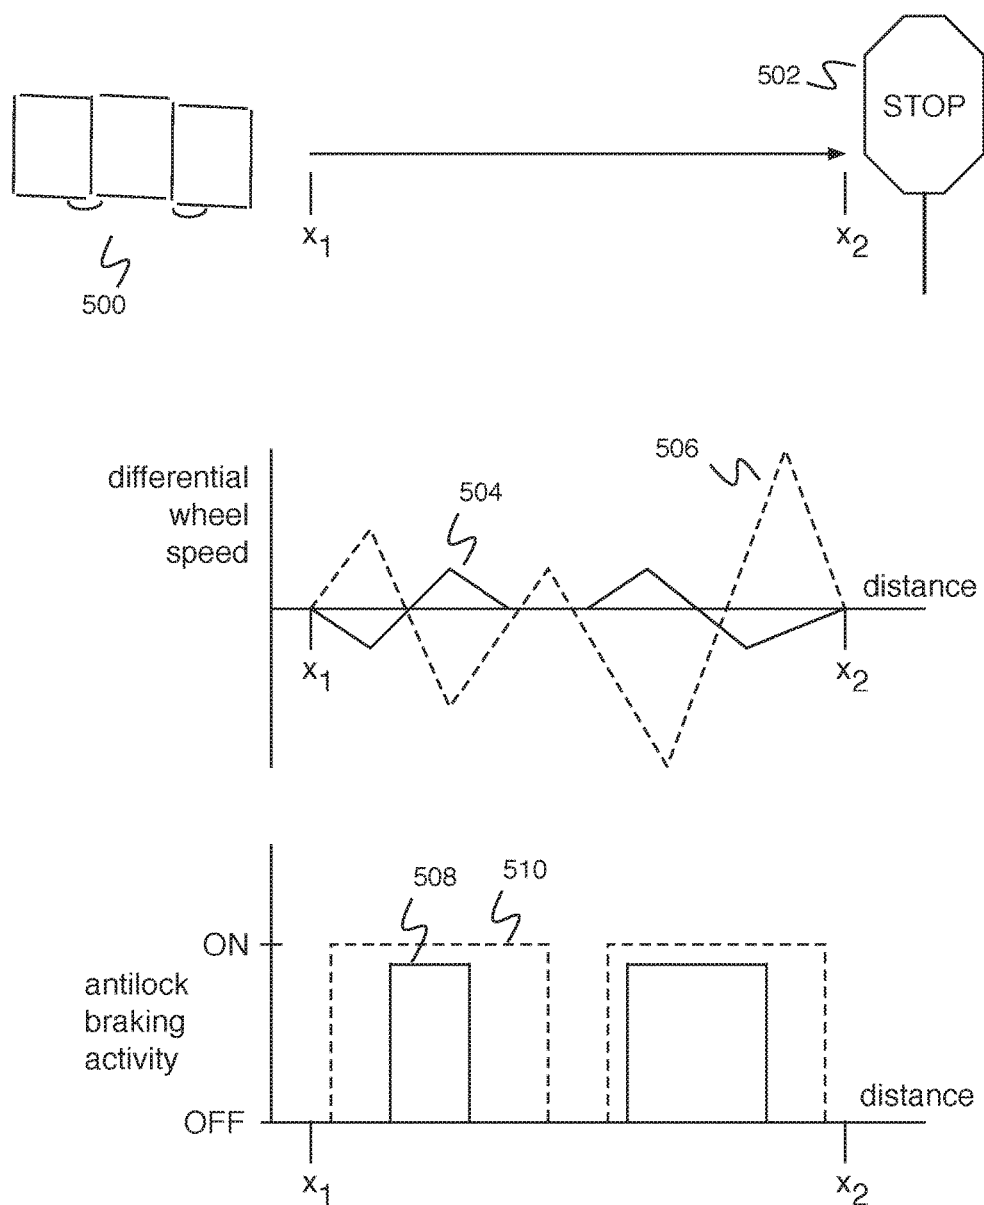 502
STOP
x1
x2
500
differential
wheel
speed
504
506
distance
x1
x2
508
510
ON
antilock
braking
activity
OFF
distance
x1
x2